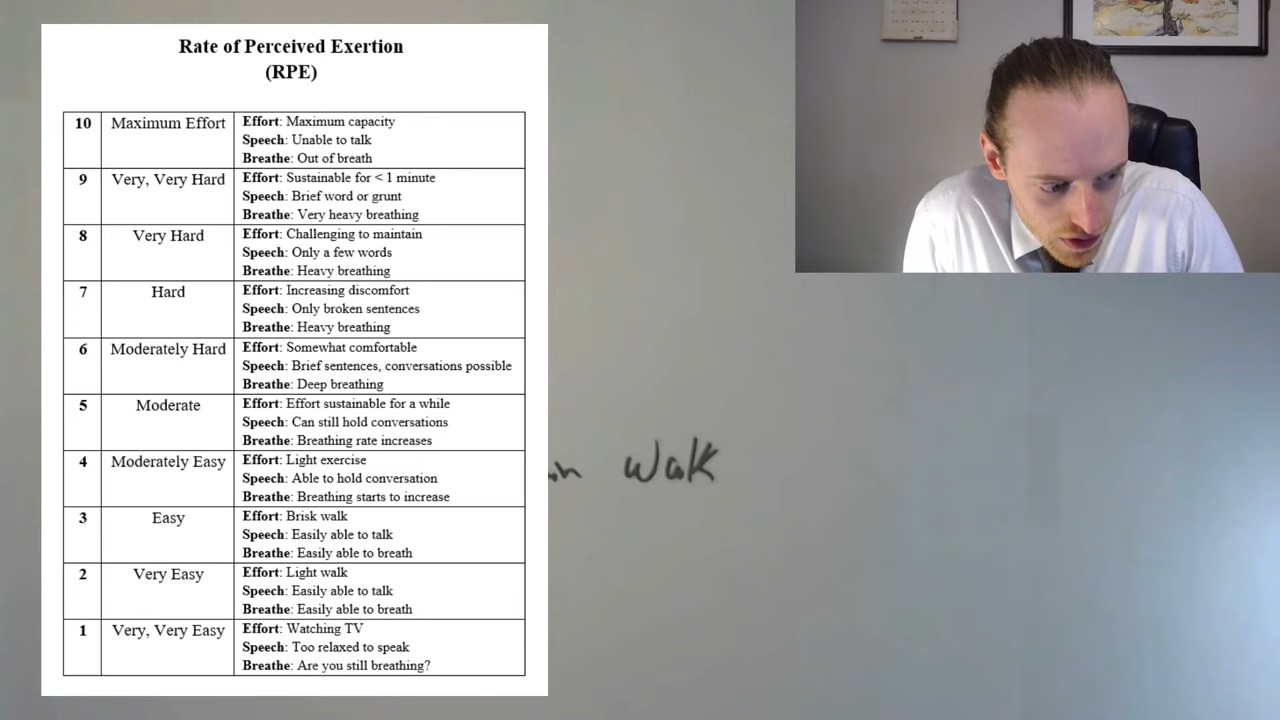 Rate of Perceived Exertion
(RPE)
10 Maximum Effort Effort: Maximum capacity
Speech: Unable to talk
Breathe: Out of breath
9 Very, Very Hard Effort: Sustainable for < 1 minute
Speech: Brief word or grunt
Breathe: Very heavy breathing
8 Very Hard Effort: Challenging to maintain
Speech: Only a few words
Breathe: Heavy breathing
7 Hard Effort: Increasing discomfort
Speech: Only broken sentences
Breathe: Heavy breathing
6 Moderately Hard Effort: Somewhat comfortable
Speech: Brief sentences, conversations possible
Breathe: Deep breathing
5 Moderate Effort: Effort sustainable for a while
Speech: Can still hold conversations
Breathe: Breathing rate increases
4 Moderately Easy Effort: Light exercise
Speech: Able to hold conversation
Breathe: Breathing starts to increase
3 Easy Effort: Brisk walk
Speech: Easily able to talk
Breathe: Easily able to breath
2 Very Easy Effort: Light walk
Speech: Easily able to talk
Breathe: Easily able to breath
1 Very, Very Easy Effort: Watching TV
Speech: Too relaxed to speak
Breathe: Are you still breathing?
walk